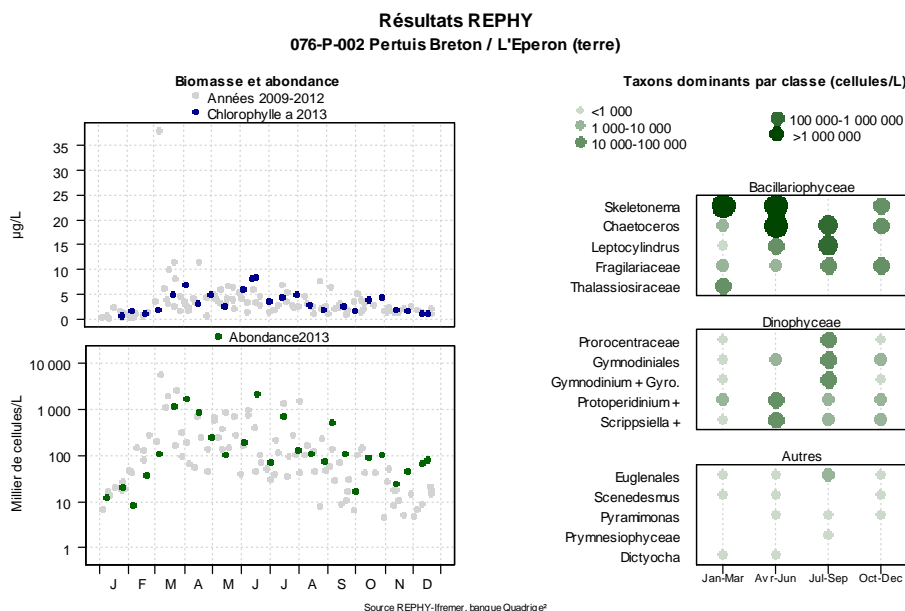 Résultats REPHY
076-P-002 Pertuis Breton / L'Eperon (terre)
Biomasse et abondance
Années 2009-2012
Chlorophylle a 2013
µg/L
35
30
25
20
15
10
5
0
Abondance2013
Millier de cellules/L
10 000
1 000
100
10
1
J F M A M J J A S O N D
Taxons dominants par classe (cellules/L)
<1 000
1 000-10 000
10 000-100 000
100 000-1 000 000
>1 000 000
Bacillariophyceae
Skeletonema
Chaetoceros
Leptocylindrus
Fragilariaceae
Thalassiosiraceae
Dinophyceae
Prorocentraceae
Gymnodiniales
Gymnodinium + Gyro.
Protoperidinium +
Scrippsiella +
Autres
Euglenales
Scenedesmus
Pyramimonas
Prymnesiophyceae
Dictyocha
Jan-Mar Avr-Jun Jul-Sep Oct-Dec
Source REPHY-Ifremer, banque Quadrige²